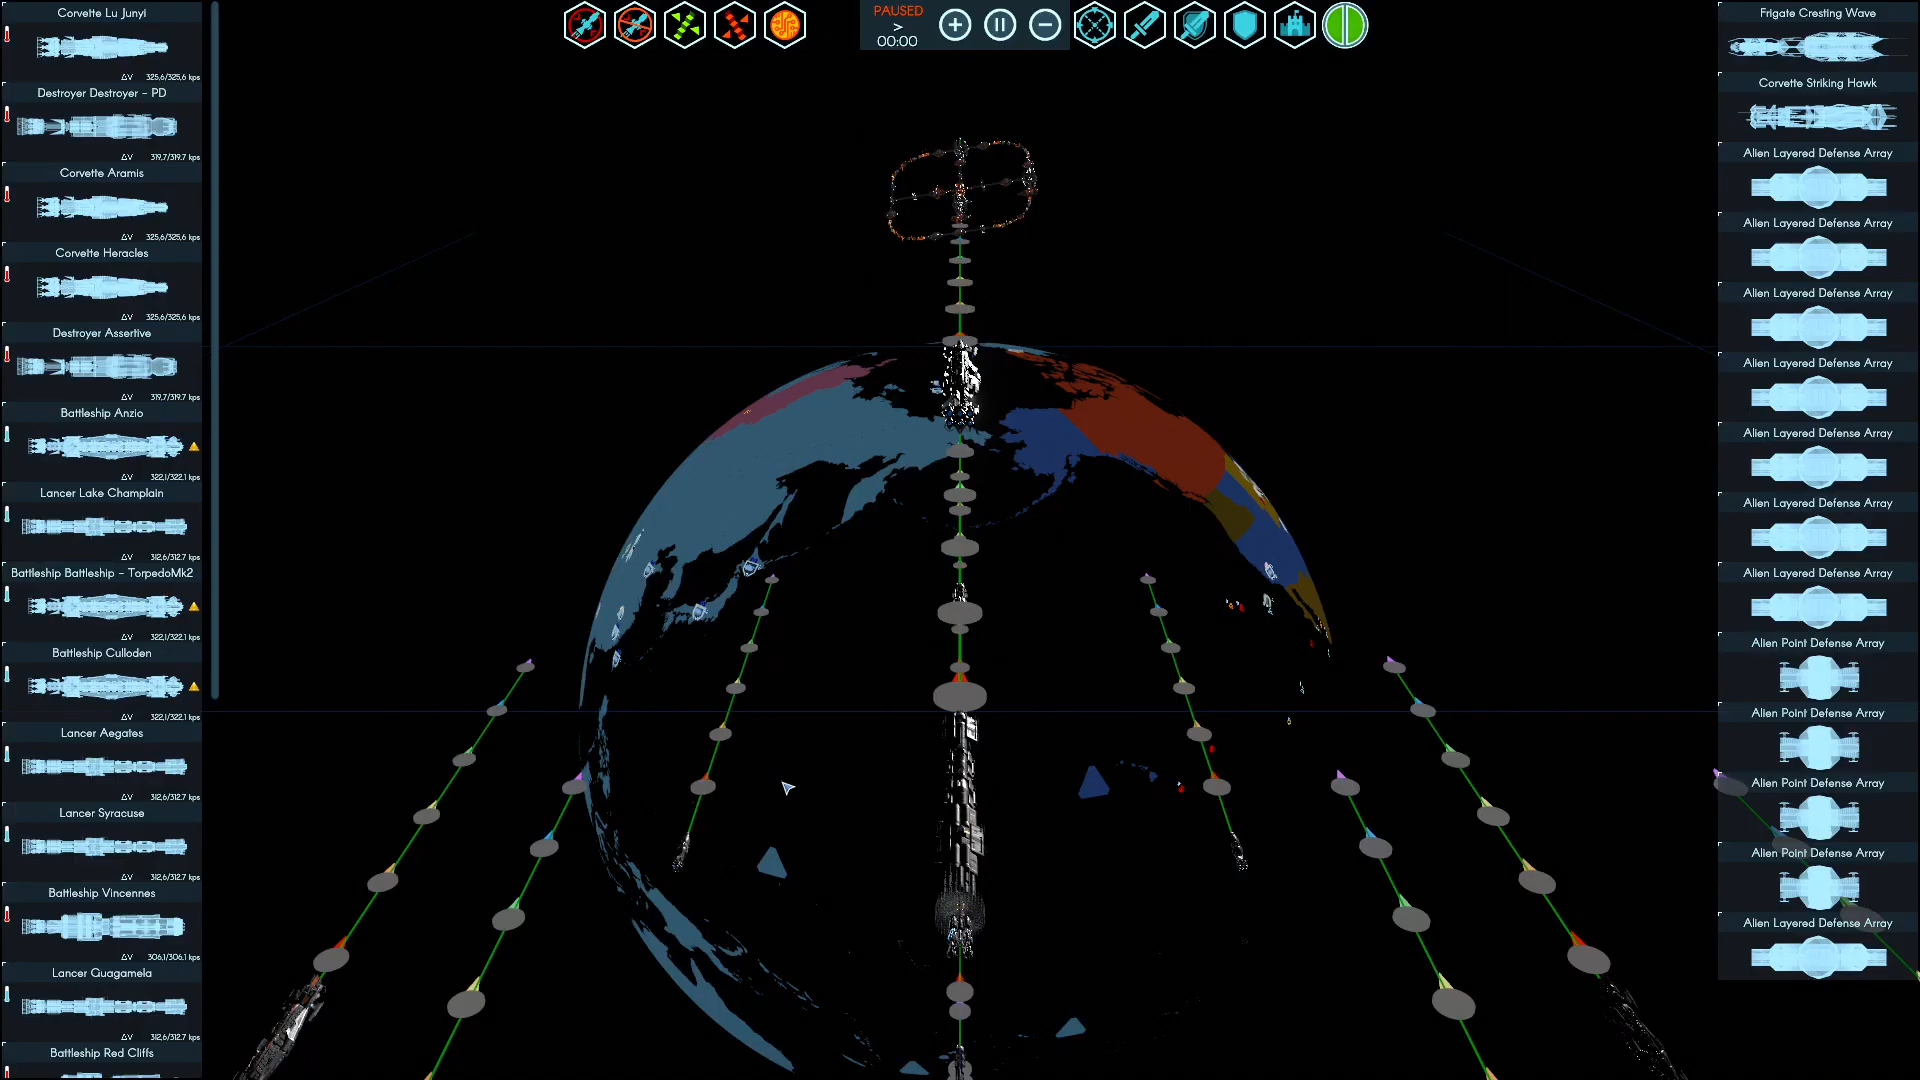 Corvette Lu Junyi
ΔV 325,6/325,6 kps
Destroyer Destroyer - PD
ΔV 319,7/319,7 kps
Corvette Aramis
ΔV 325,6/325,6 kps
Corvette Heracles
ΔV 325,6/325,6 kps
Destroyer Assertive
ΔV 319,7/319,7 kps
Battleship Anzio
ΔV 322,1/322,1 kps
Lancer Lake Champlain
ΔV 312,6/312,7 kps
Battleship Battleship - TorpedoMk2
ΔV 322,1/322,1 kps
Battleship Culloden
ΔV 322,1/322,1 kps
Lancer Aegates
ΔV 312,6/312,7 kps
Lancer Syracuse
ΔV 312,6/312,7 kps
Battleship Vincennes
ΔV 306,1/306,1 kps
Lancer Guagamela
ΔV 312,6/312,7 kps
Battleship Red Cliffs
PAUSED
>
00:00
Frigate Cresting Wave
Corvette Striking Hawk
Alien Layered Defense Array
Alien Layered Defense Array
Alien Layered Defense Array
Alien Layered Defense Array
Alien Layered Defense Array
Alien Layered Defense Array
Alien Layered Defense Array
Alien Point Defense Array
Alien Point Defense Array
Alien Point Defense Array
Alien Point Defense Array
Alien Layered Defense Array